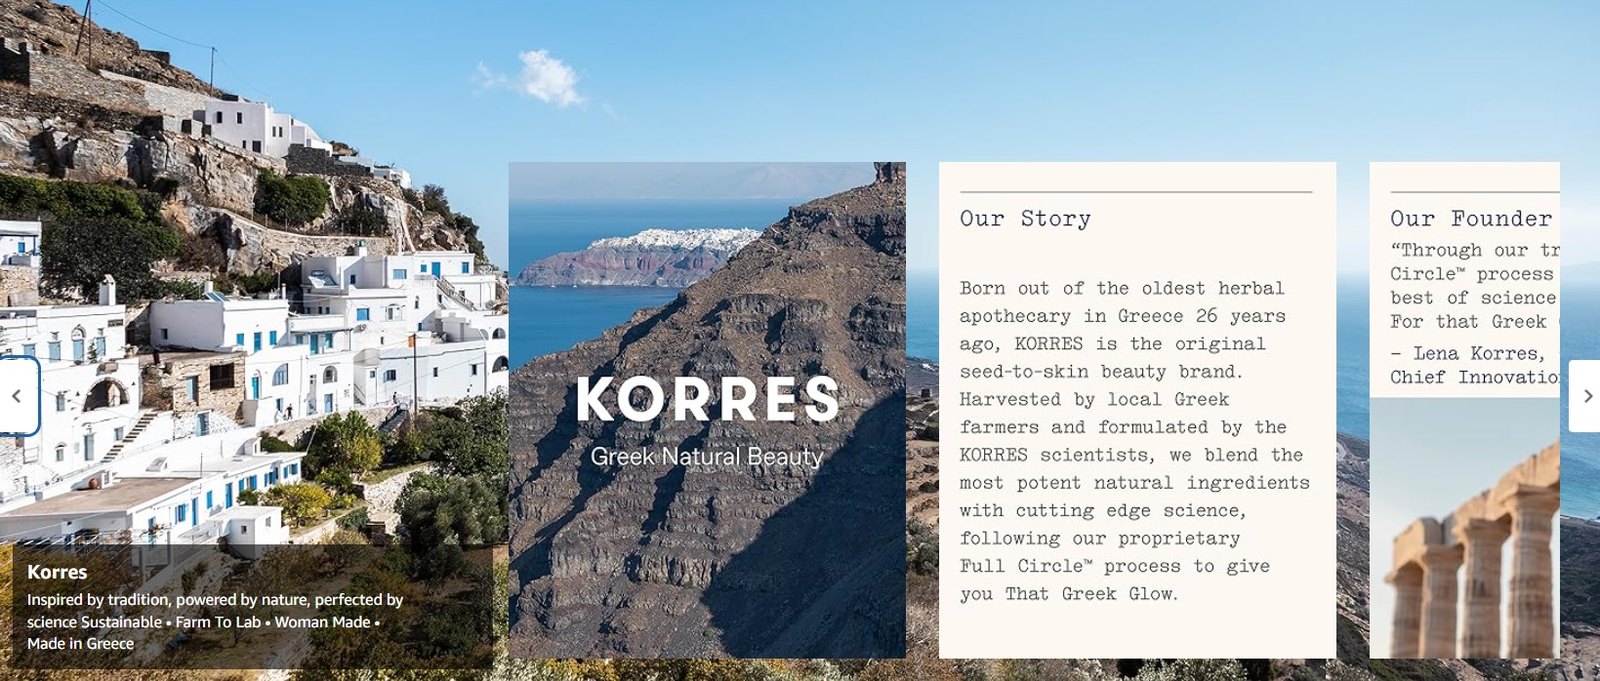 Korres
Inspired by tradition, powered by nature, perfected by
science Sustainable • Farm To Lab • Woman Made •
Made in Greece
KORRES
Greek Natural Beauty
Our Story
Born out of the oldest herbal
apothecary in Greece 26 years
ago, KORRES is the original
seed-to-skin beauty brand.
Harvested by local Greek
farmers and formulated by the
KORRES scientists, we blend the
most potent natural ingredients
with cutting edge science,
following our proprietary
Full Circle™ process to give
you That Greek Glow.
Our Founder
“Through our
Circle™ process
best of science
For that Greek
– Lena Korres,
Chief